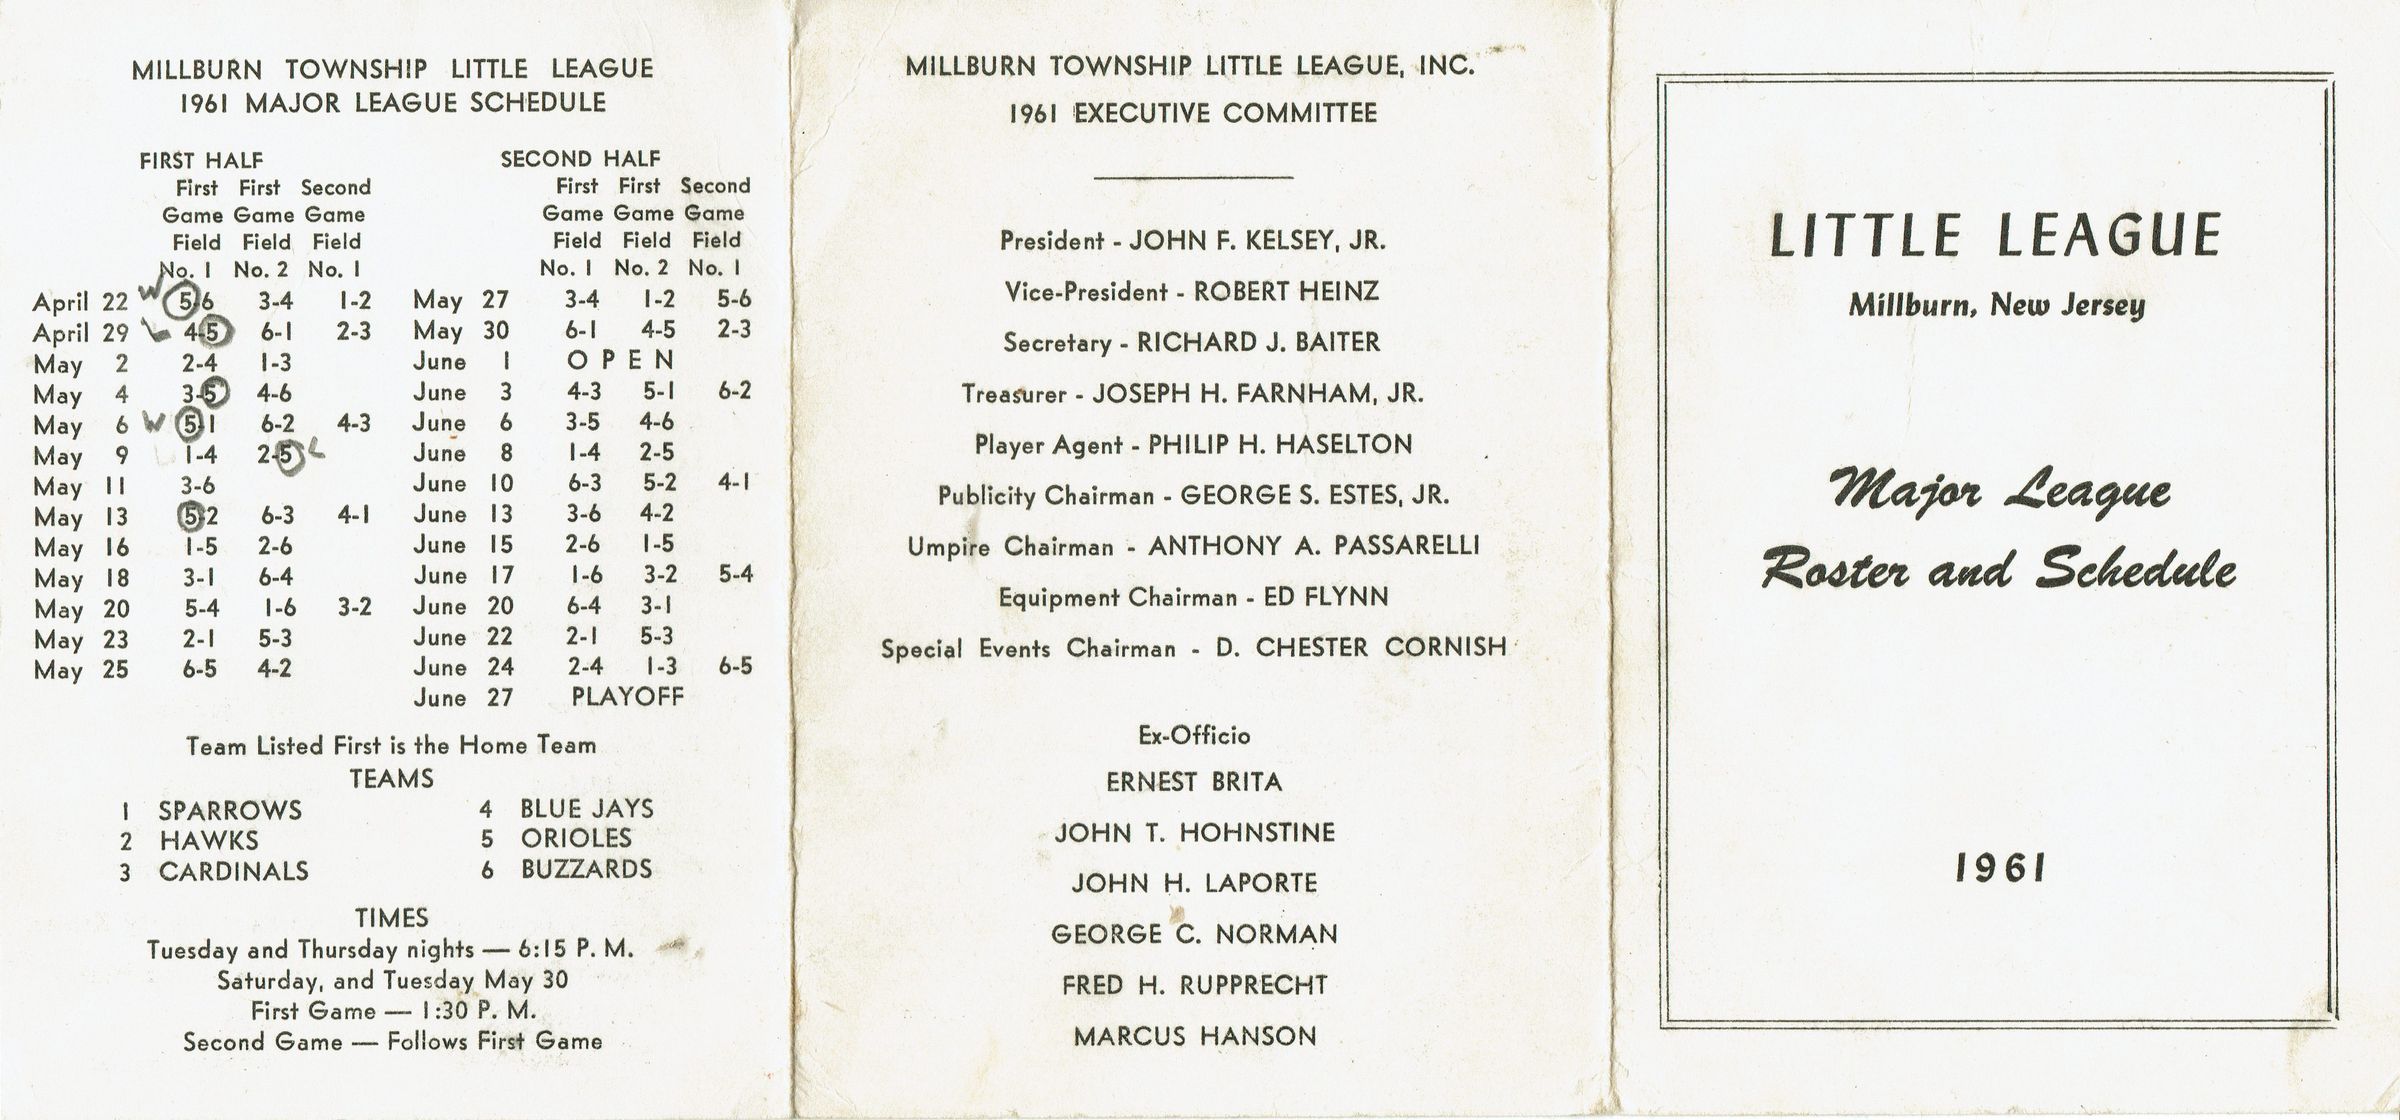 MILLBURN TOWNSHIP LITTLE LEAGUE
1961 MAJOR LEAGUE SCHEDULE
FIRST HALF
First First Second
Game Game Game
Field Field Field
No. 1 No. 2 No. 1
April 22 W 5-6 3-4 1-2
April 29 L 4-5 6-1 2-3
May 2 2-4 1-3
May 4 3-5 4-6
May 6 W 5-1 6-2 4-3
May 9 L 1-4 2-5 L
May 11 3-6
May 13 5-2 6-3 4-1
May 16 1-5 2-6
May 18 3-1 6-4
May 20 5-4 1-6 3-2
May 23 2-1 5-3
May 25 6-5 4-2
SECOND HALF
First First Second
Game Game Game
Field Field Field
No. 1 No. 2 No. 1
May 27 3-4 1-2 5-6
May 30 6-1 4-5 2-3
June 1 OPEN
June 3 4-3 5-1 6-2
June 6 3-5 4-6
June 8 1-4 2-5
June 10 6-3 5-2 4-1
June 13 3-6 4-2
June 15 2-6 1-5
June 17 1-6 3-2 5-4
June 20 6-4 3-1
June 22 2-1 5-3
June 24 2-4 1-3 6-5
June 27 PLAYOFF
Team Listed First is the Home Team
TEAMS
1 SPARROWS 4 BLUE JAYS
2 HAWKS 5 ORIOLES
3 CARDINALS 6 BUZZARDS
TIMES
Tuesday and Thursday nights — 6:15 P. M.
Saturday, and Tuesday May 30
First Game — 1:30 P. M.
Second Game — Follows First Game
MILLBURN TOWNSHIP LITTLE LEAGUE, INC.
1961 EXECUTIVE COMMITTEE
President - JOHN F. KELSEY, JR.
Vice-President - ROBERT HEINZ
Secretary - RICHARD J. BAITER
Treasurer - JOSEPH H. FARNHAM, JR.
Player Agent - PHILIP H. HASELTON
Publicity Chairman - GEORGE S. ESTES, JR.
Umpire Chairman - ANTHONY A. PASSARELLI
Equipment Chairman - ED FLYNN
Special Events Chairman - D. CHESTER CORNISH
Ex-Officio
ERNEST BRITA
JOHN T. HOHNSTINE
JOHN H. LAPORTE
GEORGE C. NORMAN
FRED H. RUPPRECHT
MARCUS HANSON
LITTLE LEAGUE
Millburn, New Jersey
Major League
Roster and Schedule
1961